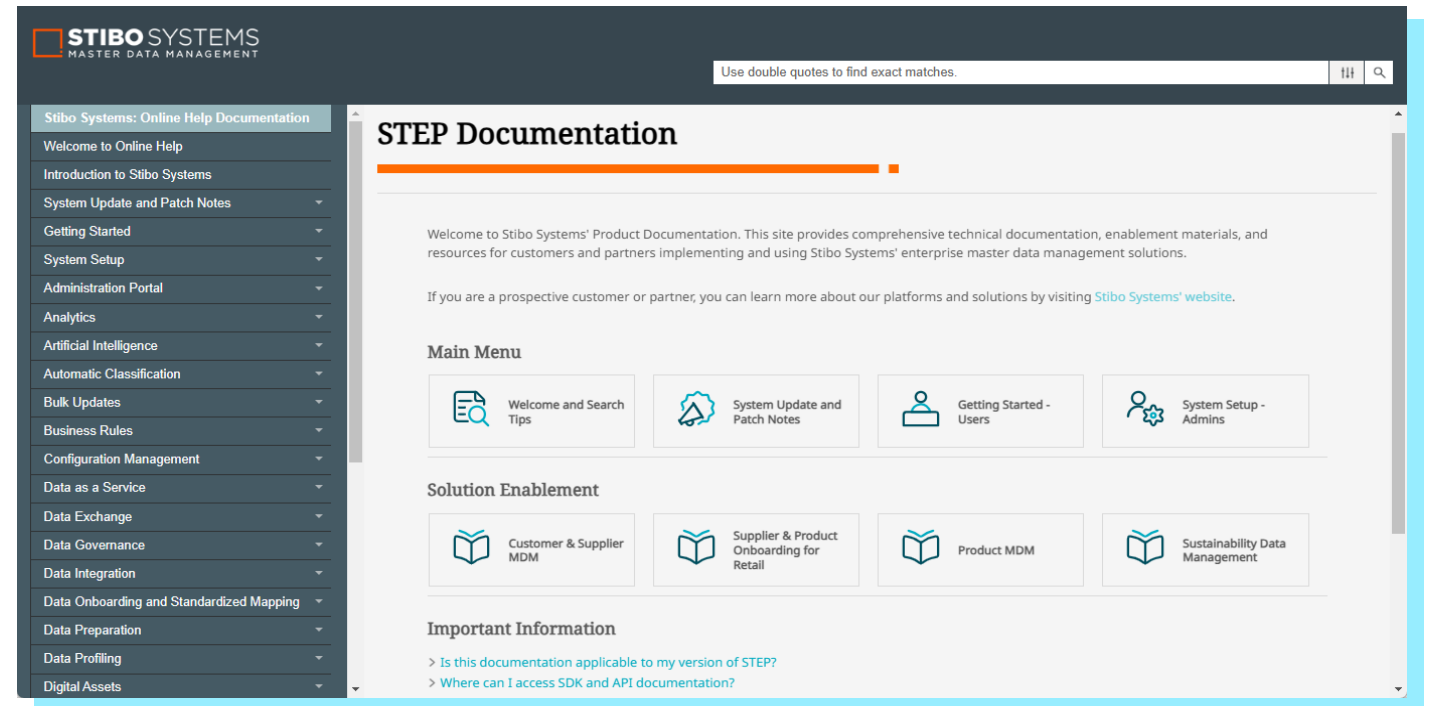 STIBO SYSTEMS
MASTER DATA MANAGEMENT
Use double quotes to find exact matches.
Stibo Systems: Online Help Documentation
Welcome to Online Help
Introduction to Stibo Systems
System Update and Patch Notes
Getting Started
System Setup
Administration Portal
Analytics
Artificial Intelligence
Automatic Classification
Bulk Updates
Business Rules
Configuration Management
Data as a Service
Data Exchange
Data Governance
Data Integration
Data Onboarding and Standardized Mapping
Data Preparation
Data Profiling
Digital Assets
STEP Documentation
Welcome to Stibo Systems' Product Documentation. This site provides comprehensive technical documentation, enablement materials, and
resources for customers and partners implementing and using Stibo Systems' enterprise master data management solutions.
If you are a prospective customer or partner, you can learn more about our platforms and solutions by visiting Stibo Systems' website.
Main Menu
Welcome and Search
Tips
System Update and
Patch Notes
Getting Started -
Users
System Setup -
Admins
Solution Enablement
Customer & Supplier
MDM
Supplier & Product
Onboarding for
Retail
Product MDM
Sustainability Data
Management
Important Information
> Is this documentation applicable to my version of STEP?
> Where can I access SDK and API documentation?